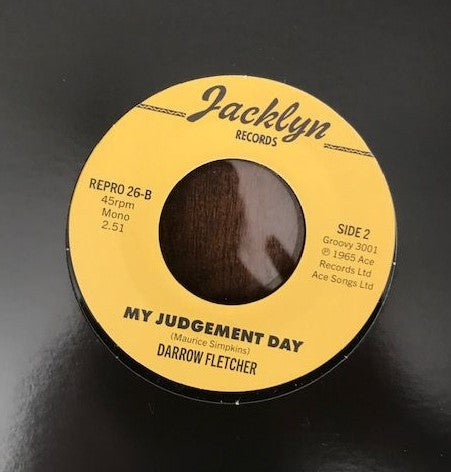 Jacklyn
RECORDS
REPRO 26-B
45rpm
Mono
2.51
SIDE 2
Groovy 3001
℗ 1965 Ace
Records Ltd
Ace Songs Ltd
MY JUDGEMENT DAY
(Maurice Simpkins)
DARROW FLETCHER